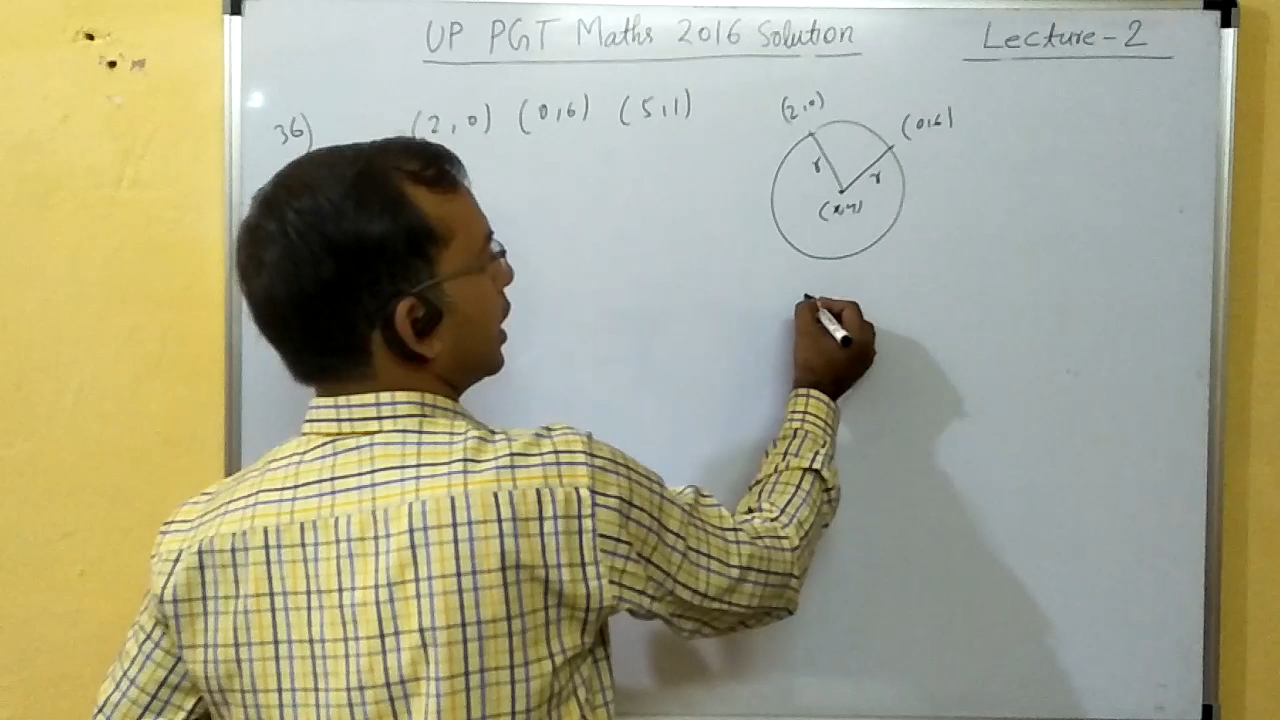 UP PGT Maths 2016 Solution
Lecture-2
36) (2,0) (0,6) (5,1)
(2,0)
(0,6)
r
r
(x,y)